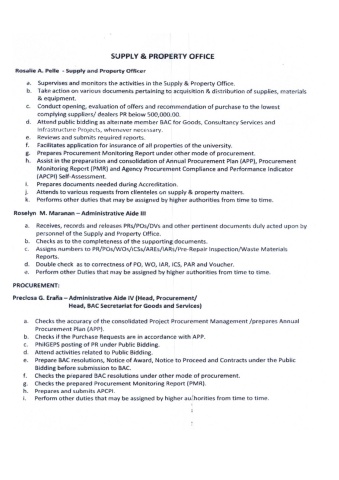 SUPPLY & PROPERTY OFFICE
Rosalie A. Pelle - Supply and Property Officer
a. Supervises and monitors the activities in the Supply & Property Office.
b. Take action on various documents pertaining to acquisition & distribution of supplies, materials
& equipment.
c. Conduct opening, evaluation of offers and recommendation of purchase to the lowest
complying suppliers/ dealers PR below 500,000.00.
d. Attend public bidding as alternate member BAC for Goods, Consultancy Services and
Infrastructure Projects, whenever necessary.
e. Reviews and submits required reports.
f. Facilitates application for insurance of all properties of the university.
g. Prepares Procurement Monitoring Report under other mode of procurement.
h. Assist in the preparation and consolidation of Annual Procurement Plan (APP), Procurement
Monitoring Report (PMR) and Agency Procurement Compliance and Performance Indicator
(APCPI) Self-Assessment.
i. Prepares documents needed during Accreditation.
j. Attends to various requests from clienteles on supply & property matters.
k. Performs other duties that may be assigned by higher authorities from time to time.
Roselyn M. Maranan – Administrative Aide III
a. Receives, records and releases PRs/POs/DVs and other pertinent documents duly acted upon by
personnel of the Supply and Property Office.
b. Checks as to the completeness of the supporting documents.
c. Assigns numbers to PR/POs/WOs/ICSs/AREs/IARs/Pre-Repair Inspection/Waste Materials
Reports.
d. Double check as to correctness of PO, WO, IAR, ICS, PAR and Voucher.
e. Perform other Duties that may be assigned by higher authorities from time to time.
PROCUREMENT:
Preciosa G. Eraña – Administrative Aide IV (Head, Procurement/
Head, BAC Secretariat for Goods and Services)
a. Checks the accuracy of the consolidated Project Procurement Management /prepares Annual
Procurement Plan (APP).
b. Checks if the Purchase Requests are in accordance with APP.
c. PhilGEPS posting of PR under Public Bidding.
d. Attend activities related to Public Bidding.
e. Prepare BAC resolutions, Notice of Award, Notice to Proceed and Contracts under the Public
Bidding before submission to BAC.
f. Checks the prepared BAC resolutions under other mode of procurement.
g. Checks the prepared Procurement Monitoring Report (PMR).
h. Prepares and submits APCPI.
i. Perform other duties that may be assigned by higher authorities from time to time.